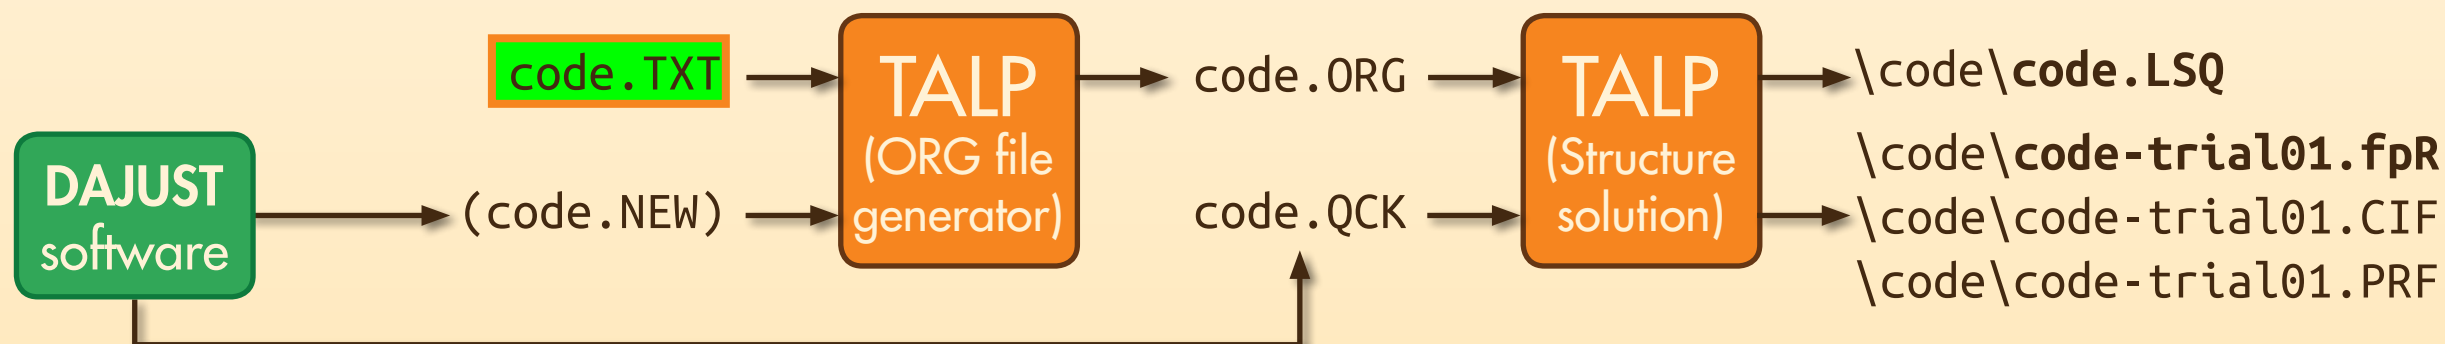 code.TXT
TALP
(ORG file
generator)
code.ORG
TALP
(Structure
solution)
\code\code.LSQ
\code\code-trial01.fpR
DAJUST
software
(code.NEW)
code.QCK
\code\code-trial01.CIF
\code\code-trial01.PRF